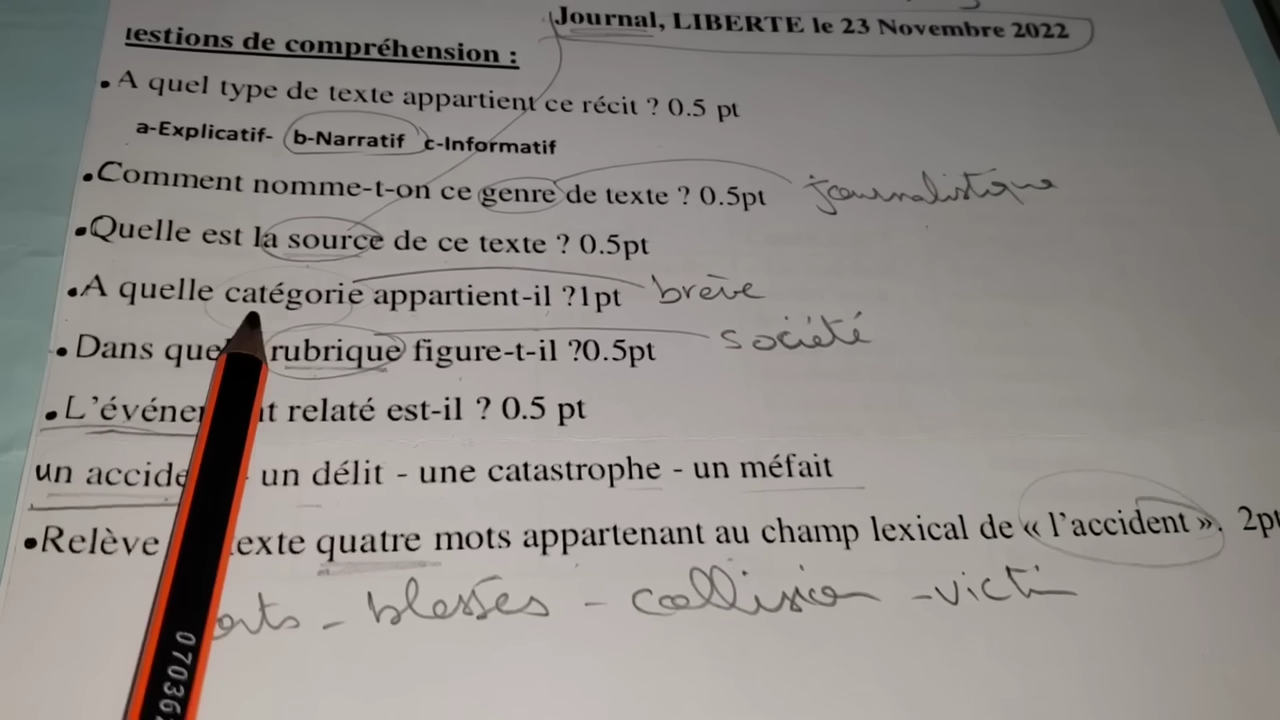 Journal, LIBERTE le 23 Novembre 2022
estions de compréhension :
• A quel type de texte appartient ce récit ? 0.5 pt
a-Explicatif- b-Narratif c-Informatif
•Comment nomme-t-on ce genre de texte ? 0.5pt journalistique
•Quelle est la source de ce texte ? 0.5pt
•A quelle catégorie appartient-il ?1pt brève
• Dans que rubrique figure-t-il ?0.5pt société
•L'événe t relaté est-il ? 0.5 pt
un accide - un délit - une catastrophe - un méfait
•Relève texte quatre mots appartenant au champ lexical de « l'accident ». 2pt
orts - blessés - collision - victi
07036